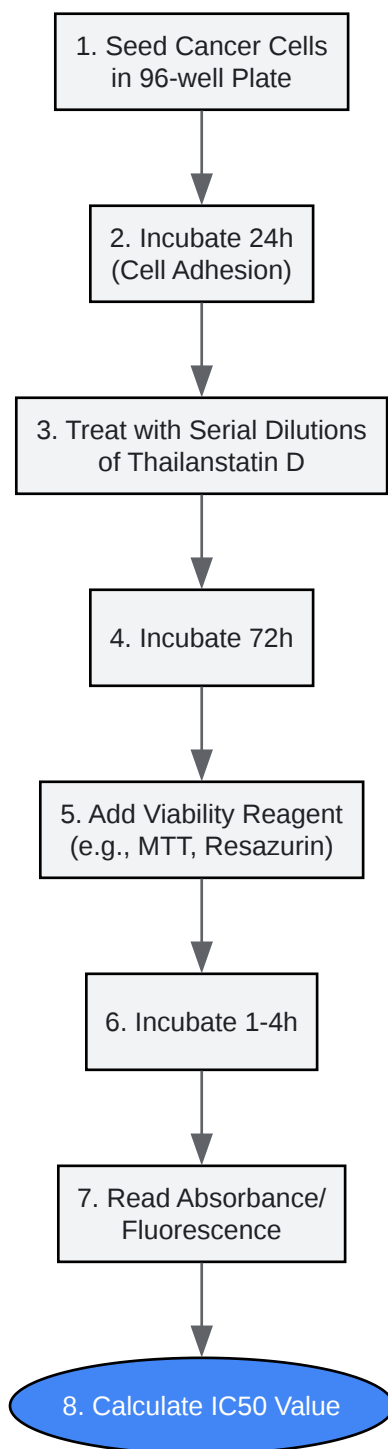 1. Seed Cancer Cells
in 96-well Plate
2. Incubate 24h
(Cell Adhesion)
3. Treat with Serial Dilutions
of Thailanstatin D
4. Incubate 72h
5. Add Viability Reagent
(e.g., MTT, Resazurin)
6. Incubate 1-4h
7. Read Absorbance/
Fluorescence
8. Calculate IC50 Value